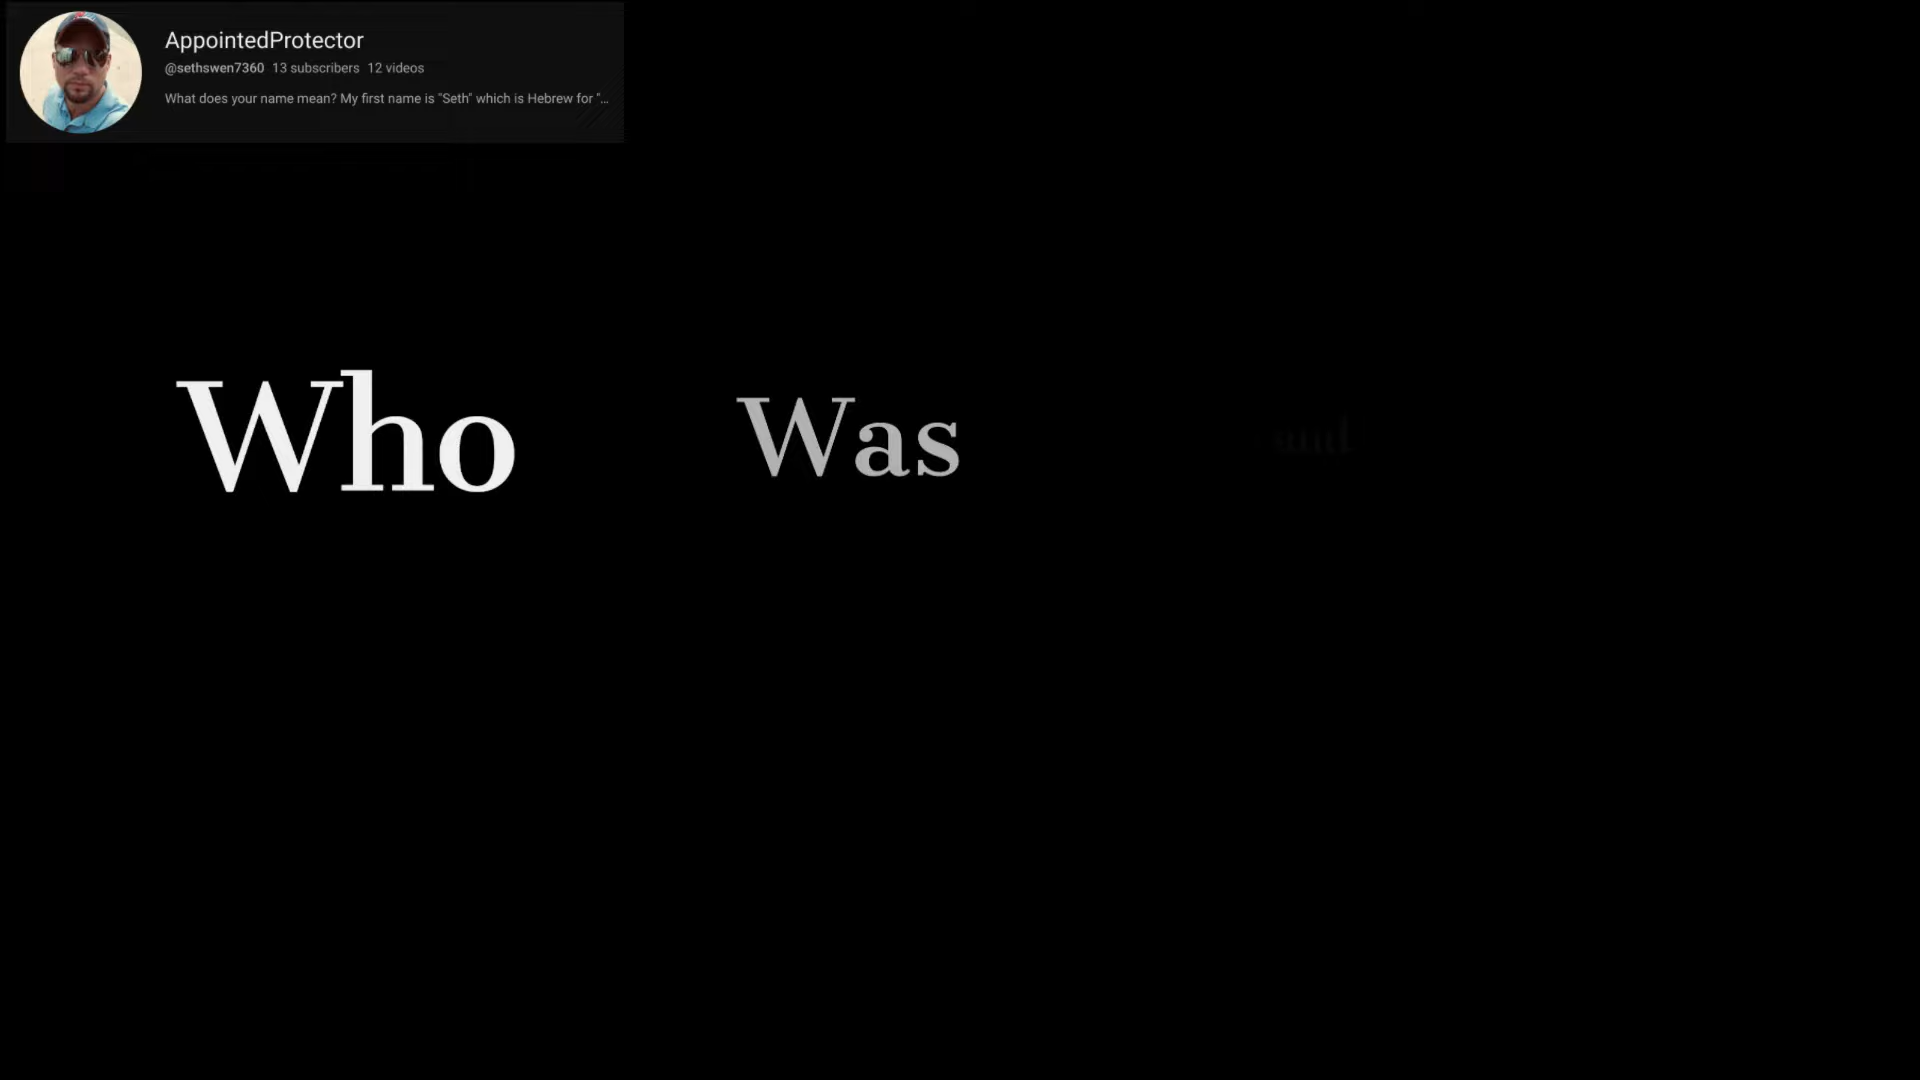 AppointedProtector
@sethswen7360 13 subscribers 12 videos
What does your name mean? My first name is "Seth" which is Hebrew for "...
Who Was and